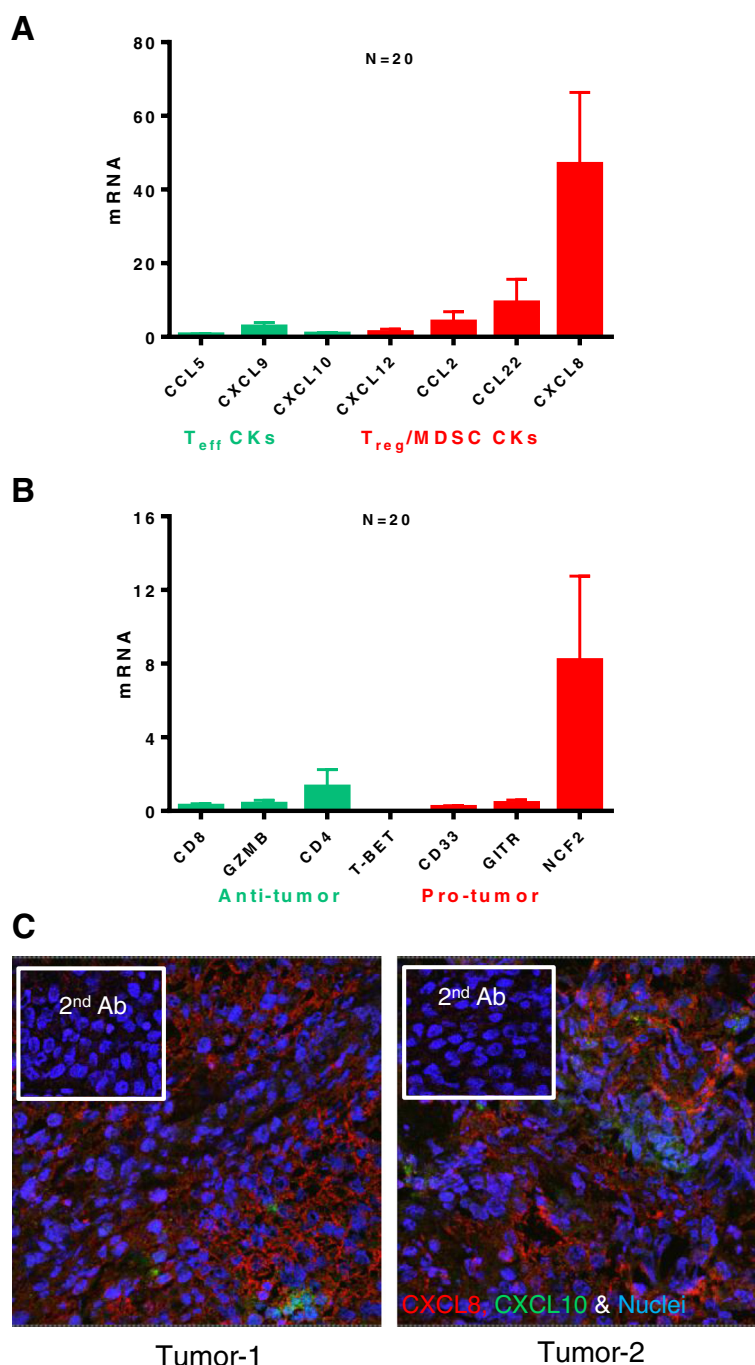 A
80
60
40
20
0
mRNA
N=20
CCL5
CXCL9
CXCL10
CXCL12
CCL2
CCL22
CXCL8
Teff CKs
Treg/MDSC CKs
B
16
12
8
4
0
mRNA
N=20
CD8
GZMB
CD4
T-BET
CD33
GITR
NCF2
Anti-tumor
Pro-tumor
C
2nd Ab
2nd Ab
CXCL8, CXCL10 & Nuclei
Tumor-1
Tumor-2